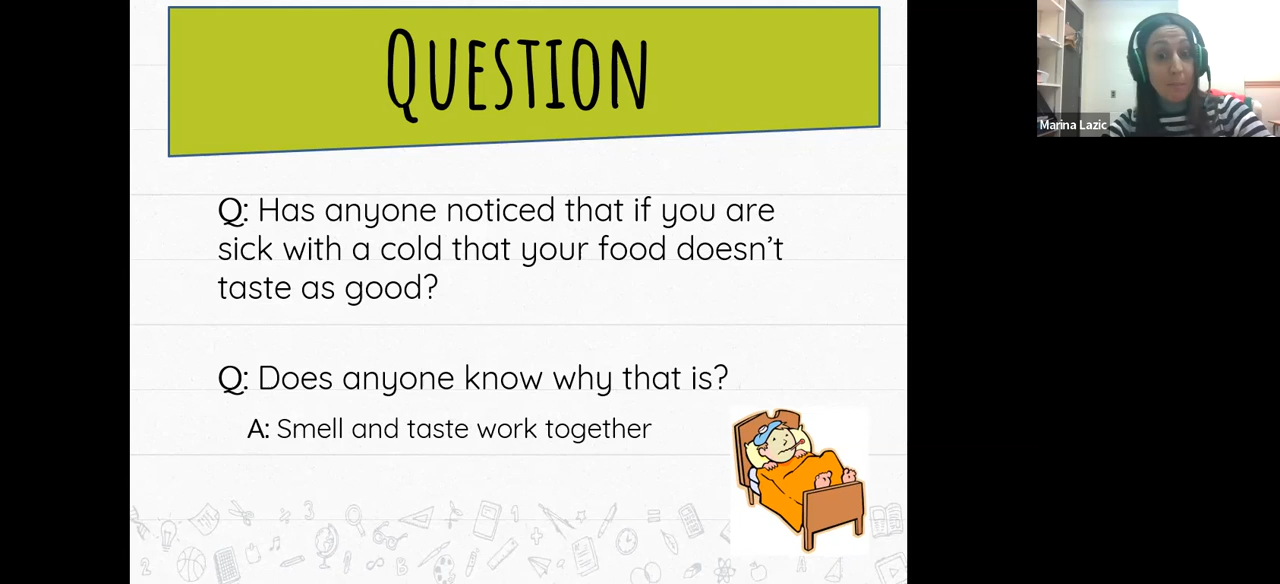 QUESTION
Q: Has anyone noticed that if you are
sick with a cold that your food doesn't
taste as good?
Q: Does anyone know why that is?
A: Smell and taste work together
Marina Lazic